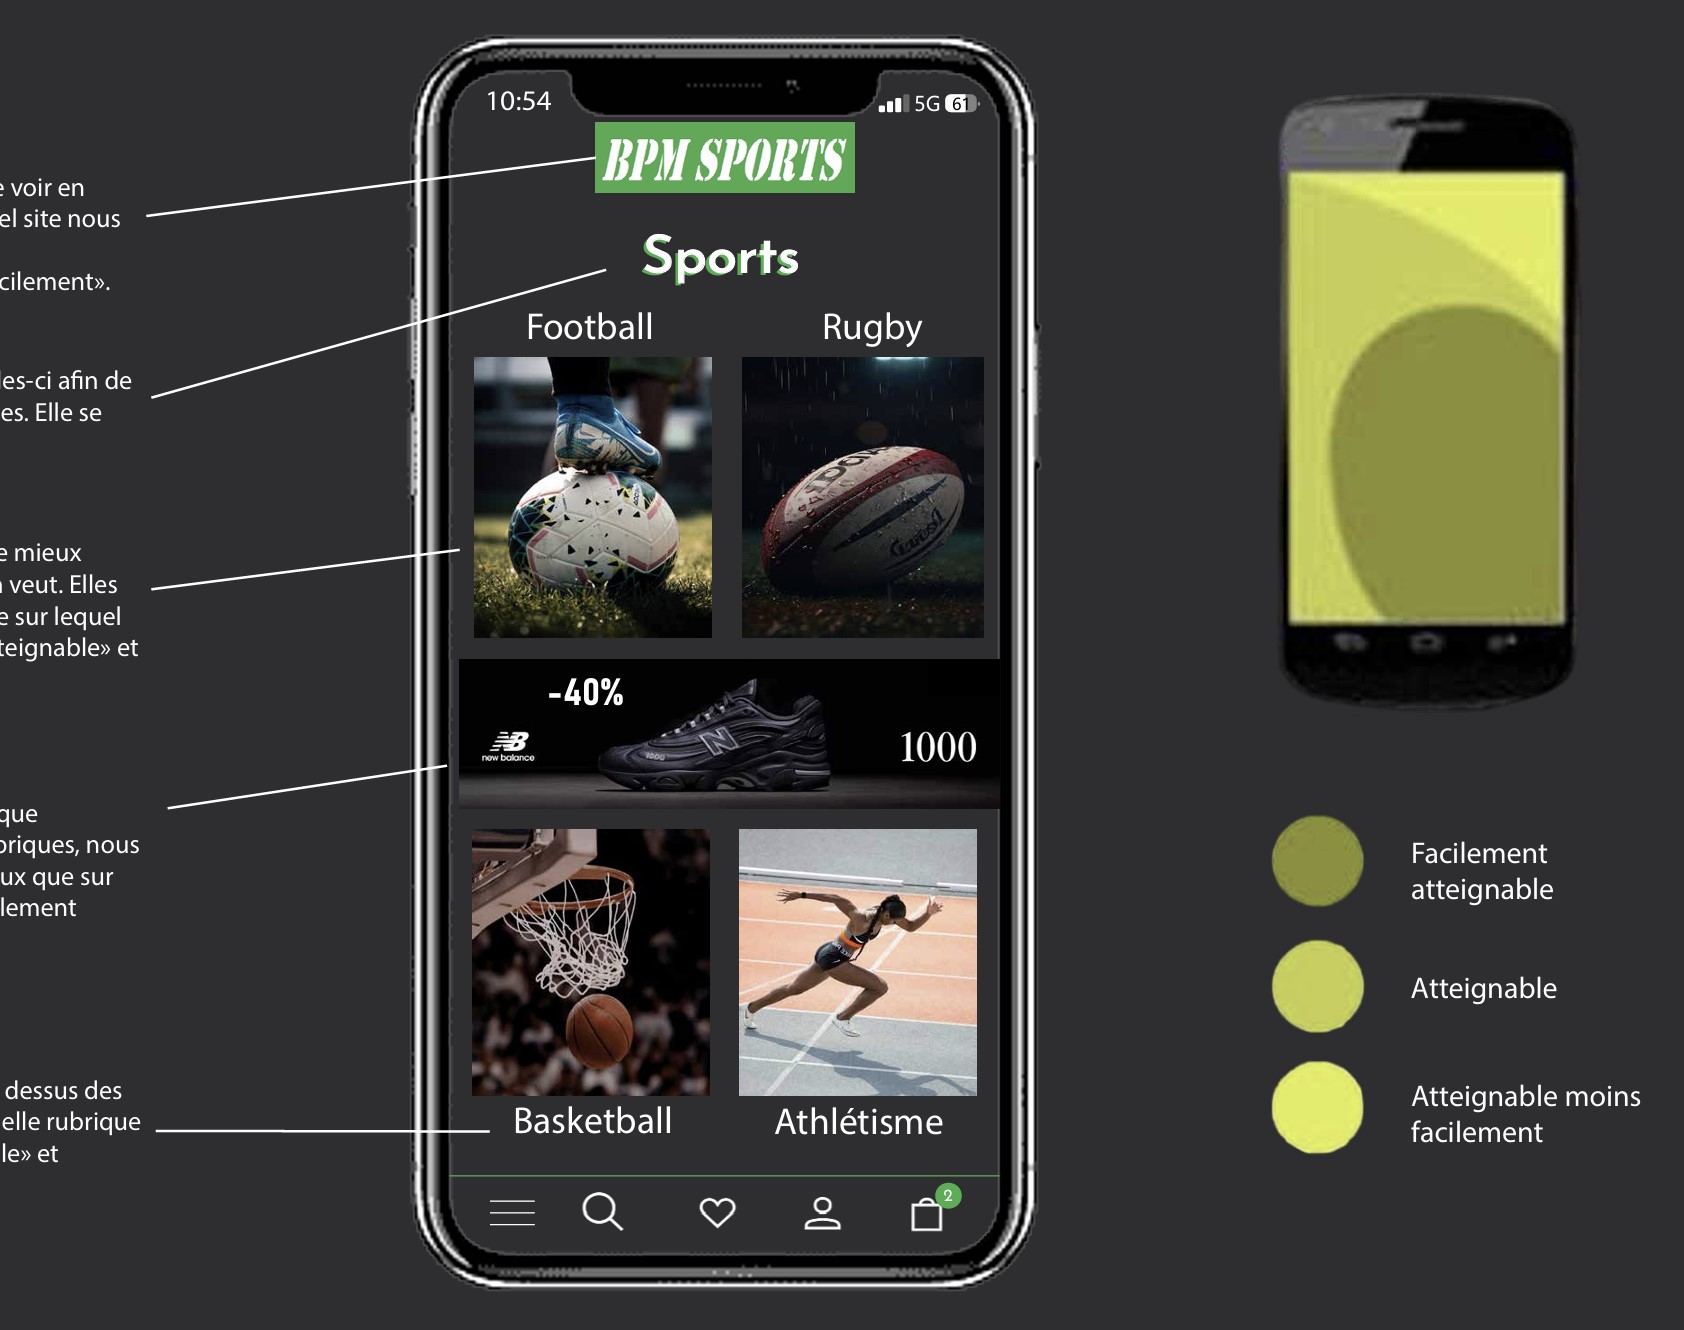 e voir en
el site nous
cilement».
les-ci afin de
es. Elle se
e mieux
veut. Elles
e sur lequel
teignable» et
que
briques, nous
ux que sur
lement
dessus des
elle rubrique
le» et
10:54
5G 61
BPM SPORTS
Sports
Football
Rugby
-40%
new balance
1000
Basketball
Athlétisme
2
Facilement
atteignable
Atteignable
Atteignable moins
facilement